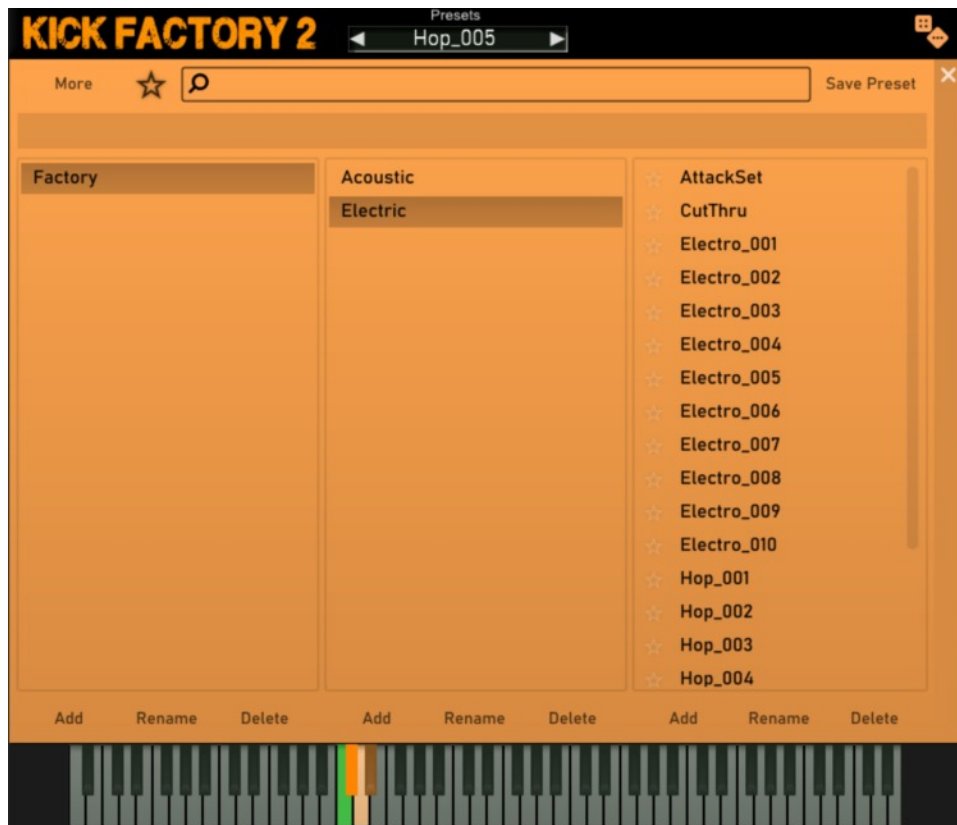 KICK FACTORY 2
Presets
Hop_005
More
Save Preset
Factory
Acoustic
Electric
AttackSet
CutThru
Electro_001
Electro_002
Electro_003
Electro_004
Electro_005
Electro_006
Electro_007
Electro_008
Electro_009
Electro_010
Hop_001
Hop_002
Hop_003
Hop_004
Add Rename Delete Add Rename Delete Add Rename Delete